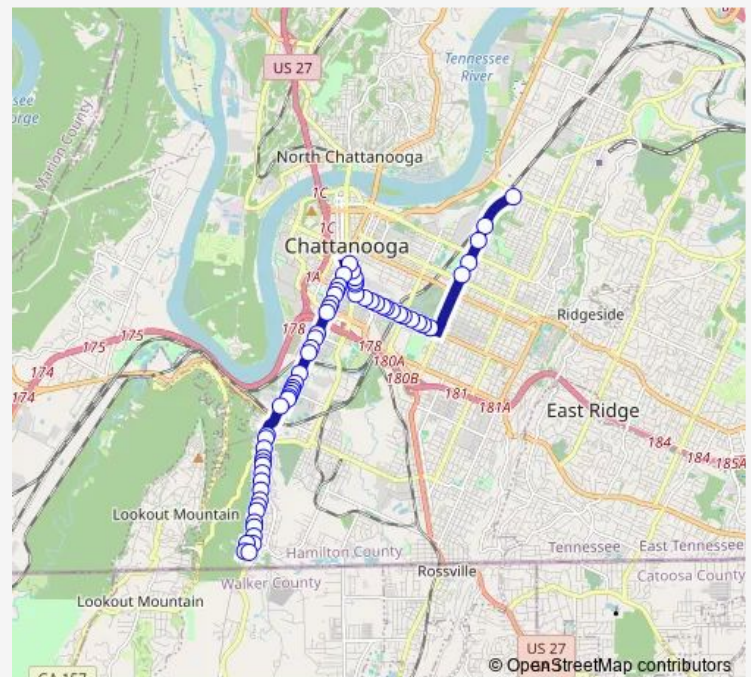 US 27
Tennessee
River
see
orge
Marion County
North Chattanooga
1C
1C
Chattanooga
1A
Ridgeside
175
175
178
178
174
174
180A
180B
181
181A
East Ridge
184
184
185A
Lookout Mountain
Hamilton County
Tennessee
East Tennessee
Walker County
Rossville
Catoosa County
Lookout Mountain
US 27
GA 157
© OpenStreetMap contributors